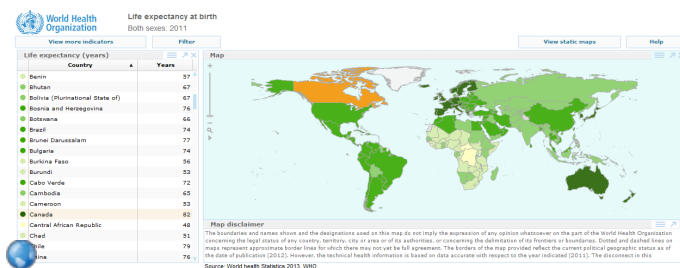 World Health
Organization
Life expectancy at birth
Both sexes: 2011
View more indicators
Filter
View static maps
Help
Life expectancy (years)
Country
Years
Benin 57
Bhutan 67
Bolivia (Plurinational State of) 67
Bosnia and Herzegovina 76
Botswana 66
Brazil 74
Brunei Darussalam 77
Bulgaria 74
Burkina Faso 56
Burundi 53
Cabo Verde 72
Cambodia 65
Cameroon 53
Canada 82
Central African Republic 48
Chad 51
hile 79
ina 76
Map
Map disclaimer
The boundaries and names shown and the designations used on this map do not imply the expression of any opinion whatsoever on the part of the World Health Organization
concerning the legal status of any country, territory, city or area or of its authorities, or concerning the delimitation of its frontiers or boundaries. Dotted and dashed lines on
maps represent approximate border lines for which there may not yet be full agreement. The borders of the map provided reflect the current political geographic status as of
the date of publication (2012). However, the technical health information is based on data accurate with respect to the year indicated (2011). The disconnect in this
Source: World health Statistics 2013, WHO